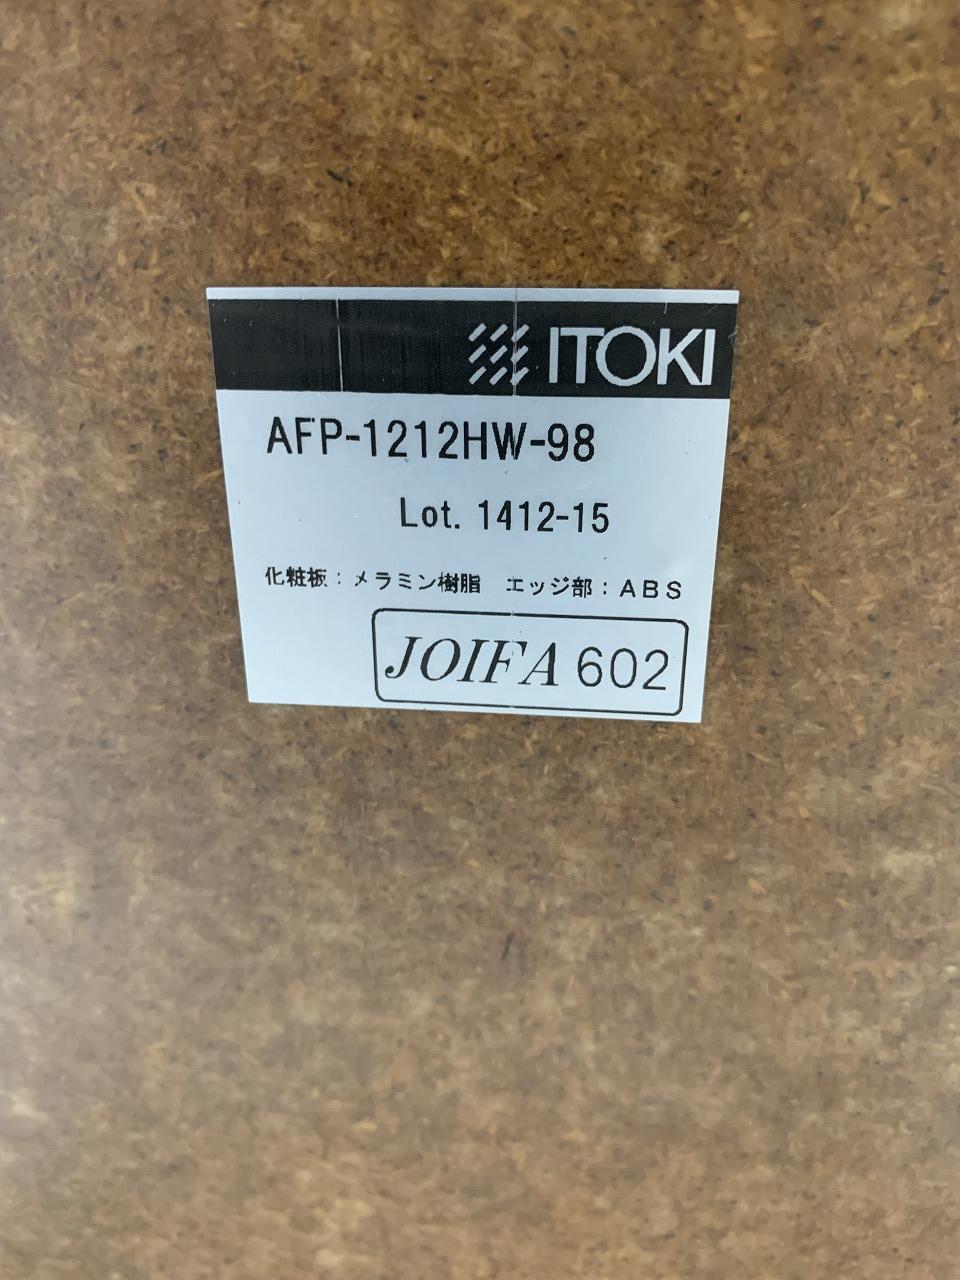 ITOKI
AFP-1212HW-98
Lot. 1412-15
化粧板：メラミン樹脂　エッジ部：ABS
JOIFA 602